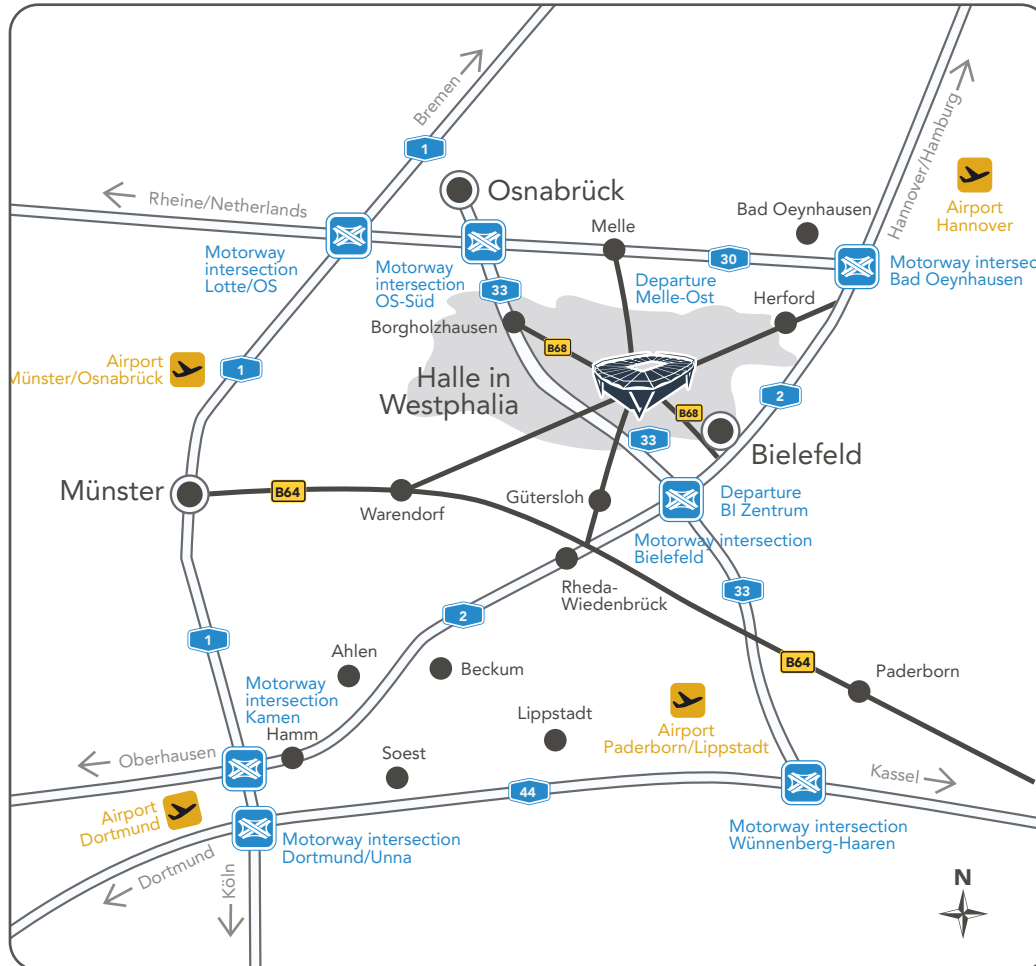 Bremen
1
Osnabrück
Hannover/Hamburg
Airport
Hannover
Rheine/Netherlands
Melle
Bad Oeynhausen
Motorway
intersection
Lotte/OS
Motorway
intersection
OS-Süd
30
Departure
Melle-Ost
Motorway intersec
Bad Oeynhausen
33
Herford
Borgholzhausen
B68
Airport
Münster/Osnabrück
1
Halle in
Westphalia
2
B68
33
Bielefeld
Münster
B64
Warendorf
Gütersloh
Departure
BI Zentrum
Motorway intersection
Bielefeld
Rheda-
Wiedenbrück
33
2
1
Ahlen
Beckum
B64
Paderborn
Motorway
intersection
Kamen
Hamm
Lippstadt
Airport
Paderborn/Lippstadt
Oberhausen
Soest
Kassel
44
Airport
Dortmund
Motorway intersection
Dortmund/Unna
Motorway intersection
Wünnenberg-Haaren
Dortmund
Köln
N